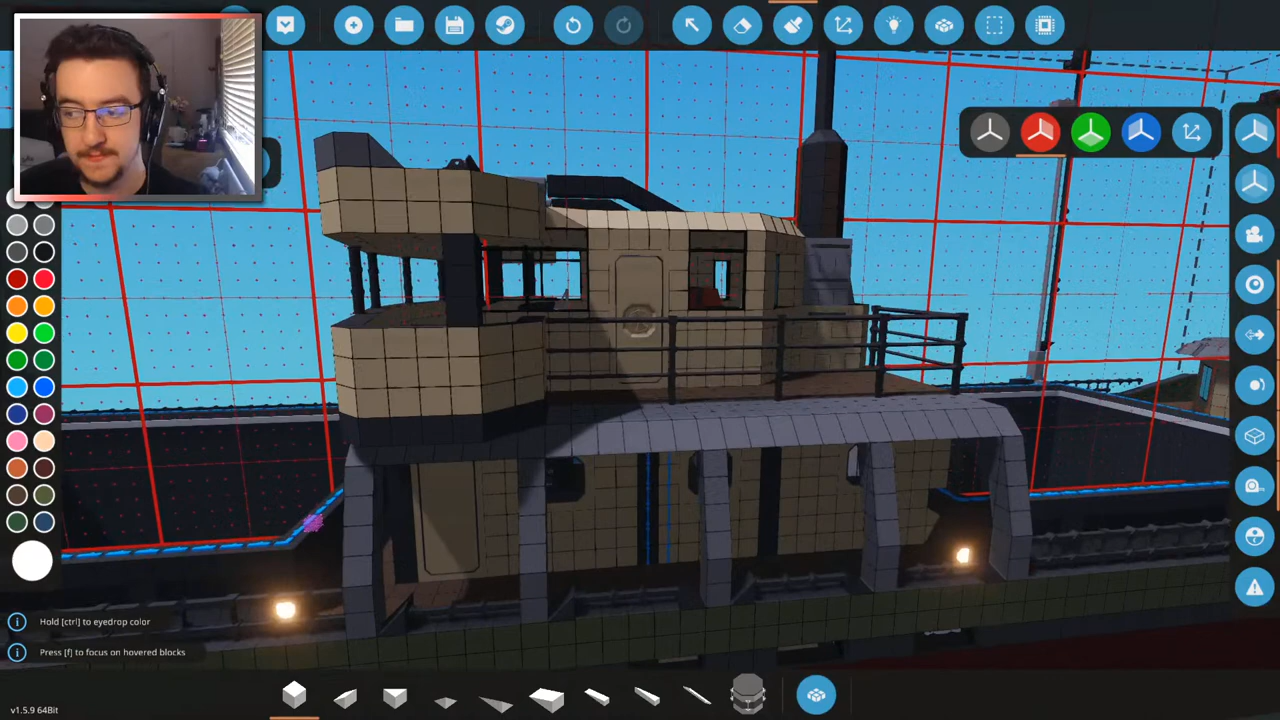 Hold [ctrl] to eyedrop color
Press [f] to focus on hovered blocks
v1.5.9 64Bit